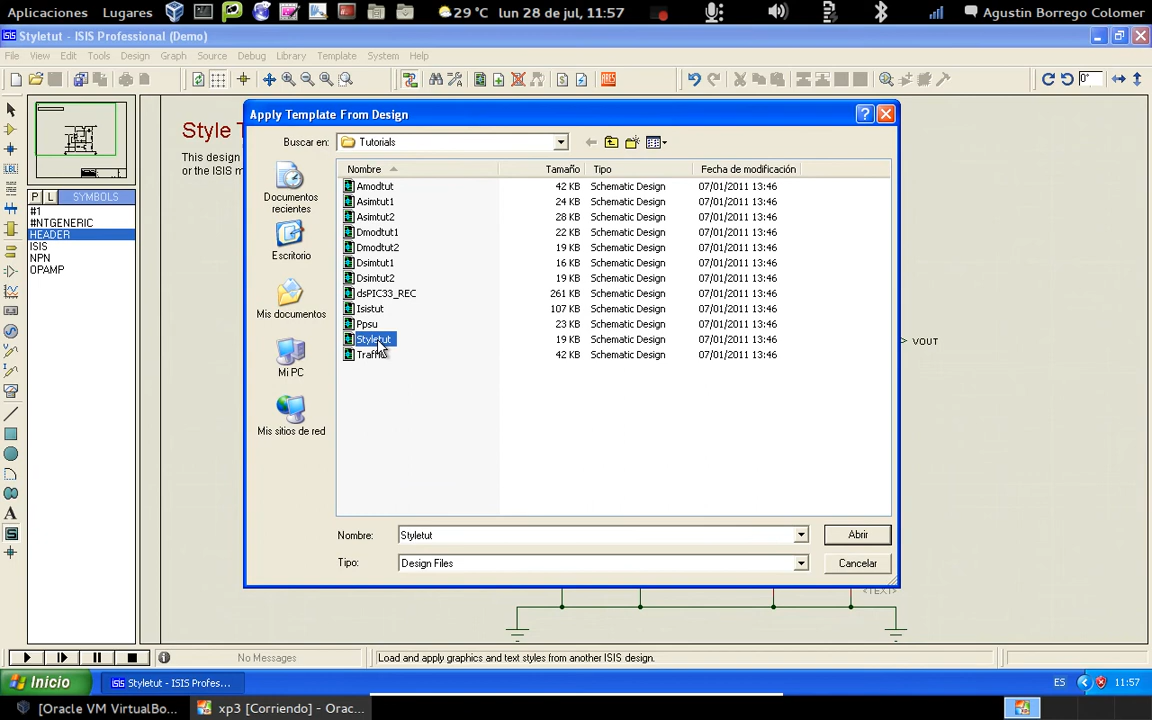 Aplicaciones Lugares 29 °C lun 28 de jul, 11:57 Agustin Borrego Colomer
Styletut - ISIS Professional (Demo)
File View Edit Tools Design Graph Source Debug Library Template System Help
0°
ARES
Apply Template From Design
Buscar en: Tutorials
Nombre Tamaño Tipo Fecha de modificación
Amodtut 42 KB Schematic Design 07/01/2011 13:46
Asimtut1 24 KB Schematic Design 07/01/2011 13:46
Asimtut2 28 KB Schematic Design 07/01/2011 13:46
Dmodtut1 22 KB Schematic Design 07/01/2011 13:46
Dmodtut2 19 KB Schematic Design 07/01/2011 13:46
Dsimtut1 16 KB Schematic Design 07/01/2011 13:46
Dsimtut2 19 KB Schematic Design 07/01/2011 13:46
dsPIC33_REC 261 KB Schematic Design 07/01/2011 13:46
Isistut 107 KB Schematic Design 07/01/2011 13:46
Ppsu 23 KB Schematic Design 07/01/2011 13:46
Styletut 19 KB Schematic Design 07/01/2011 13:46
Traffic 42 KB Schematic Design 07/01/2011 13:46
Documentos
recientes
Escritorio
Mis documentos
Mi PC
Mis sitios de red
Nombre: Styletut Abrir
Tipo: Design Files Cancelar
Style T
This design
or the ISIS m
P L SYMBOLS
#1
#NTGENERIC
HEADER
ISIS
NPN
OPAMP
LBL
A
S
VOUT
<TEXT>
No Messages Load and apply graphics and text styles from another ISIS design.
Inicio Styletut - ISIS Profes... ES 11:57
[Oracle VM VirtualBo... xp3 [Corriendo] - Orac...